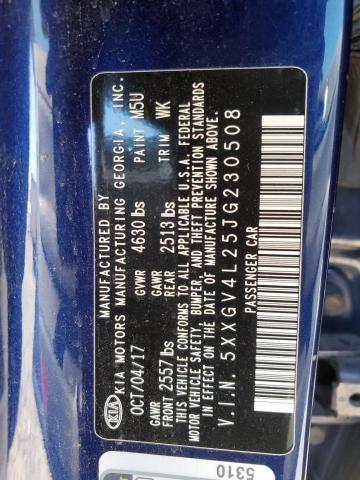 KIA
MANUFACTURED BY
KIA MOTORS MANUFACTURING GEORGIA, INC.
OCT/04/17 GVWR 4630 lbs PAINT M5U
GAWR FRONT 2557 lbs GAWR REAR 2513 lbs TRIM WK
THIS VEHICLE CONFORMS TO ALL APPLICABLE U.S.A. FEDERAL
MOTOR VEHICLE SAFETY, BUMPER, AND THEFT PREVENTION STANDARDS
IN EFFECT ON THE DATE OF MANUFACTURE SHOWN ABOVE.
V.I.N. 5XXGV4L25JG230508
PASSENGER CAR
5310